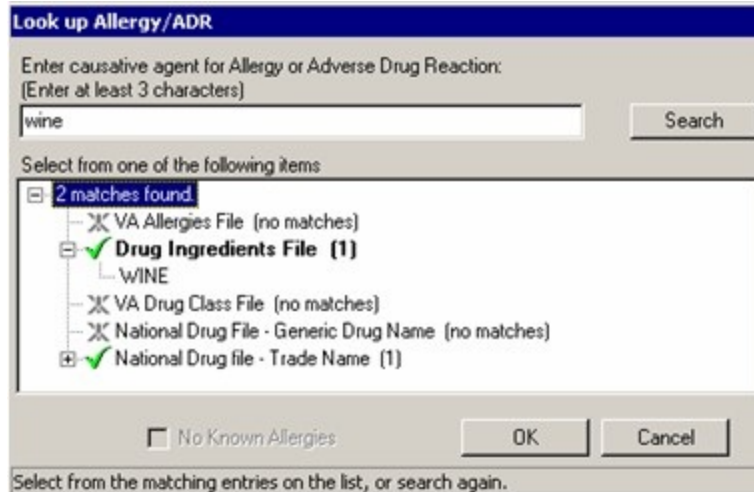 Look up Allergy/ADR
Enter causative agent for Allergy or Adverse Drug Reaction:
(Enter at least 3 characters)
wine
Search
Select from one of the following items
2 matches found.
VA Allergies File (no matches)
Drug Ingredients File (1)
WINE
VA Drug Class File (no matches)
National Drug File - Generic Drug Name (no matches)
National Drug file - Trade Name (1)
No Known Allergies
OK
Cancel
Select from the matching entries on the list, or search again.